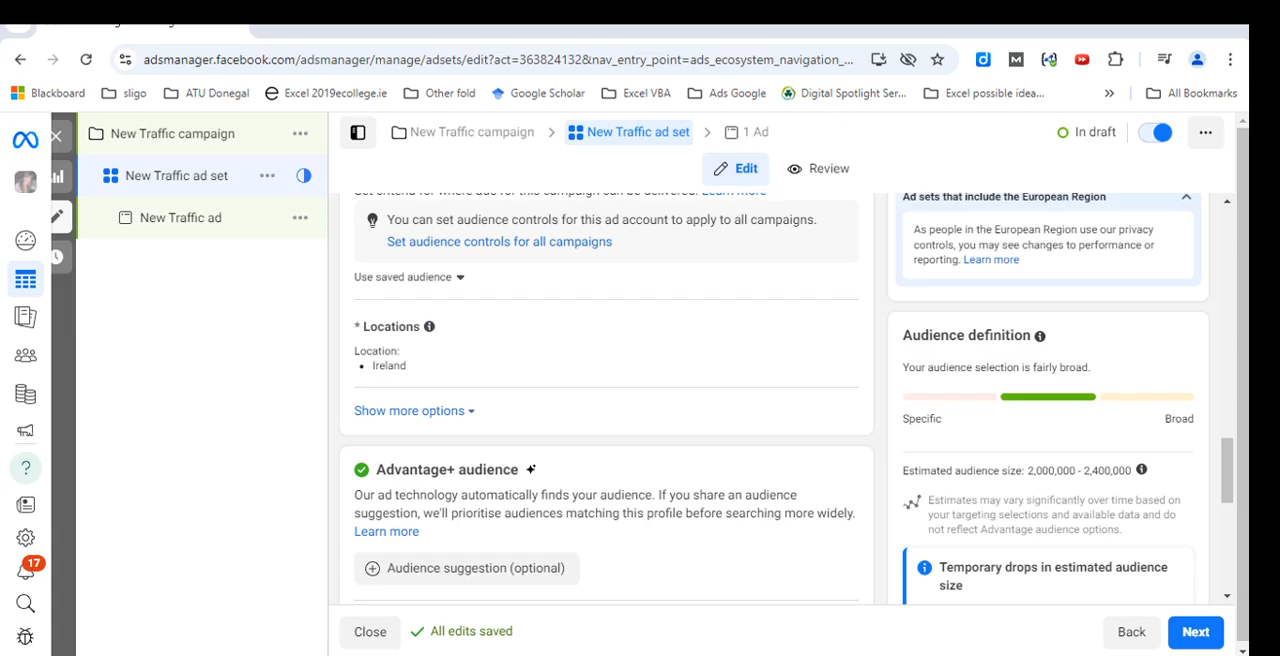 adsmanager.facebook.com/adsmanager/manage/adsets/edit?act=363824132&nav_entry_point=ads_ecosystem_navigation_...
Blackboard sligo ATU Donegal Excel 2019ecollege.ie Other fold Google Scholar Excel VBA Ads Google Digital Spotlight Ser... Excel possible idea... » All Bookmarks
New Traffic campaign
New Traffic ad set
New Traffic ad
17
New Traffic campaign > New Traffic ad set > 1 Ad
In draft
Edit Review
Set criteria for where ads for this campaign can be delivered. Learn more
You can set audience controls for this ad account to apply to all campaigns.
Set audience controls for all campaigns
Use saved audience
* Locations
Location:
• Ireland
Show more options
Advantage+ audience
Our ad technology automatically finds your audience. If you share an audience
suggestion, we'll prioritise audiences matching this profile before searching more widely.
Learn more
Audience suggestion (optional)
Ad sets that include the European Region
As people in the European Region use our privacy
controls, you may see changes to performance or
reporting. Learn more
Audience definition
Your audience selection is fairly broad.
Specific Broad
Estimated audience size: 2,000,000 - 2,400,000
Estimates may vary significantly over time based on
your targeting selections and available data and do
not reflect Advantage audience options.
Temporary drops in estimated audience
size
Close All edits saved Back Next